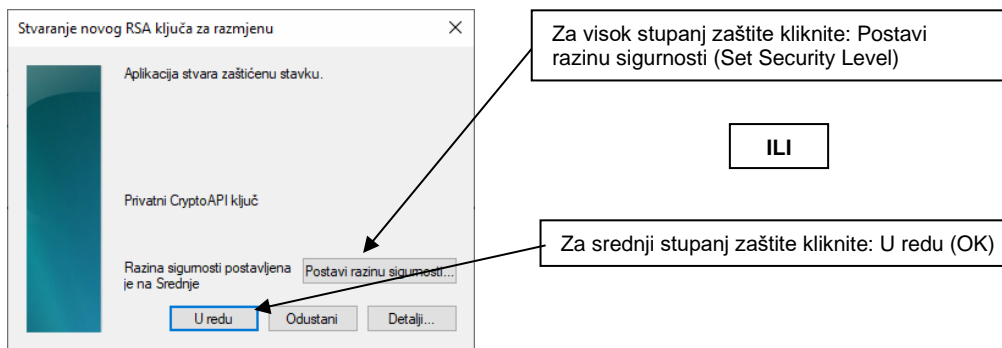 Stvaranje novog RSA ključa za razmjenu
Aplikacija stvara zaštićenu stavku.
Privatni CryptoAPI ključ
Razina sigurnosti postavljena
je na Srednje
Postavi razinu sigurnosti...
U redu
Odustani
Detalji...
Za visok stupanj zaštite kliknite: Postavi
razinu sigurnosti (Set Security Level)
ILI
Za srednji stupanj zaštite kliknite: U redu (OK)